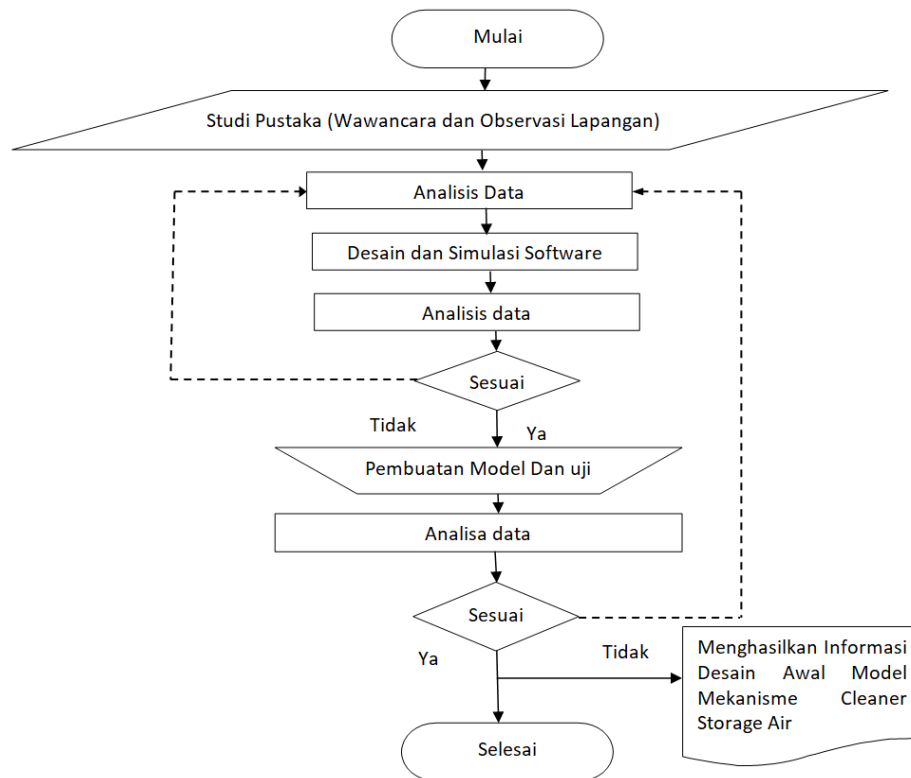 Mulai
Studi Pustaka (Wawancara dan Observasi Lapangan)
Analisis Data
Desain dan Simulasi Software
Analisis data
Sesuai
Tidak
Ya
Pembuatan Model Dan uji
Analisa data
Sesuai
Ya
Tidak
Menghasilkan Informasi
Desain Awal Model
Mekanisme Cleaner
Storage Air
Selesai